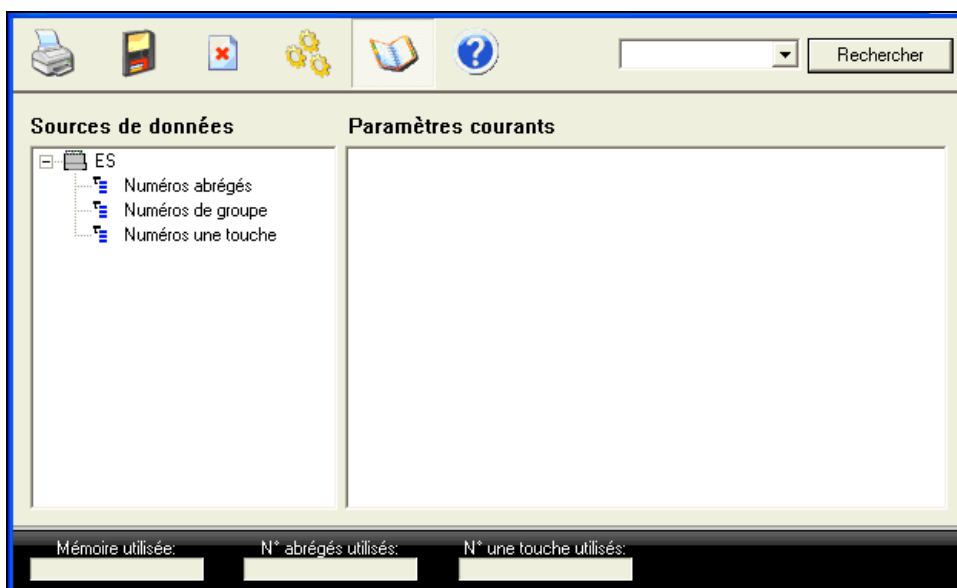 Rechercher
Sources de données
Paramètres courants
ES
Numéros abrégés
Numéros de groupe
Numéros une touche
Mémoire utilisée:
N° abrégés utilisés:
N° une touche utilisés: